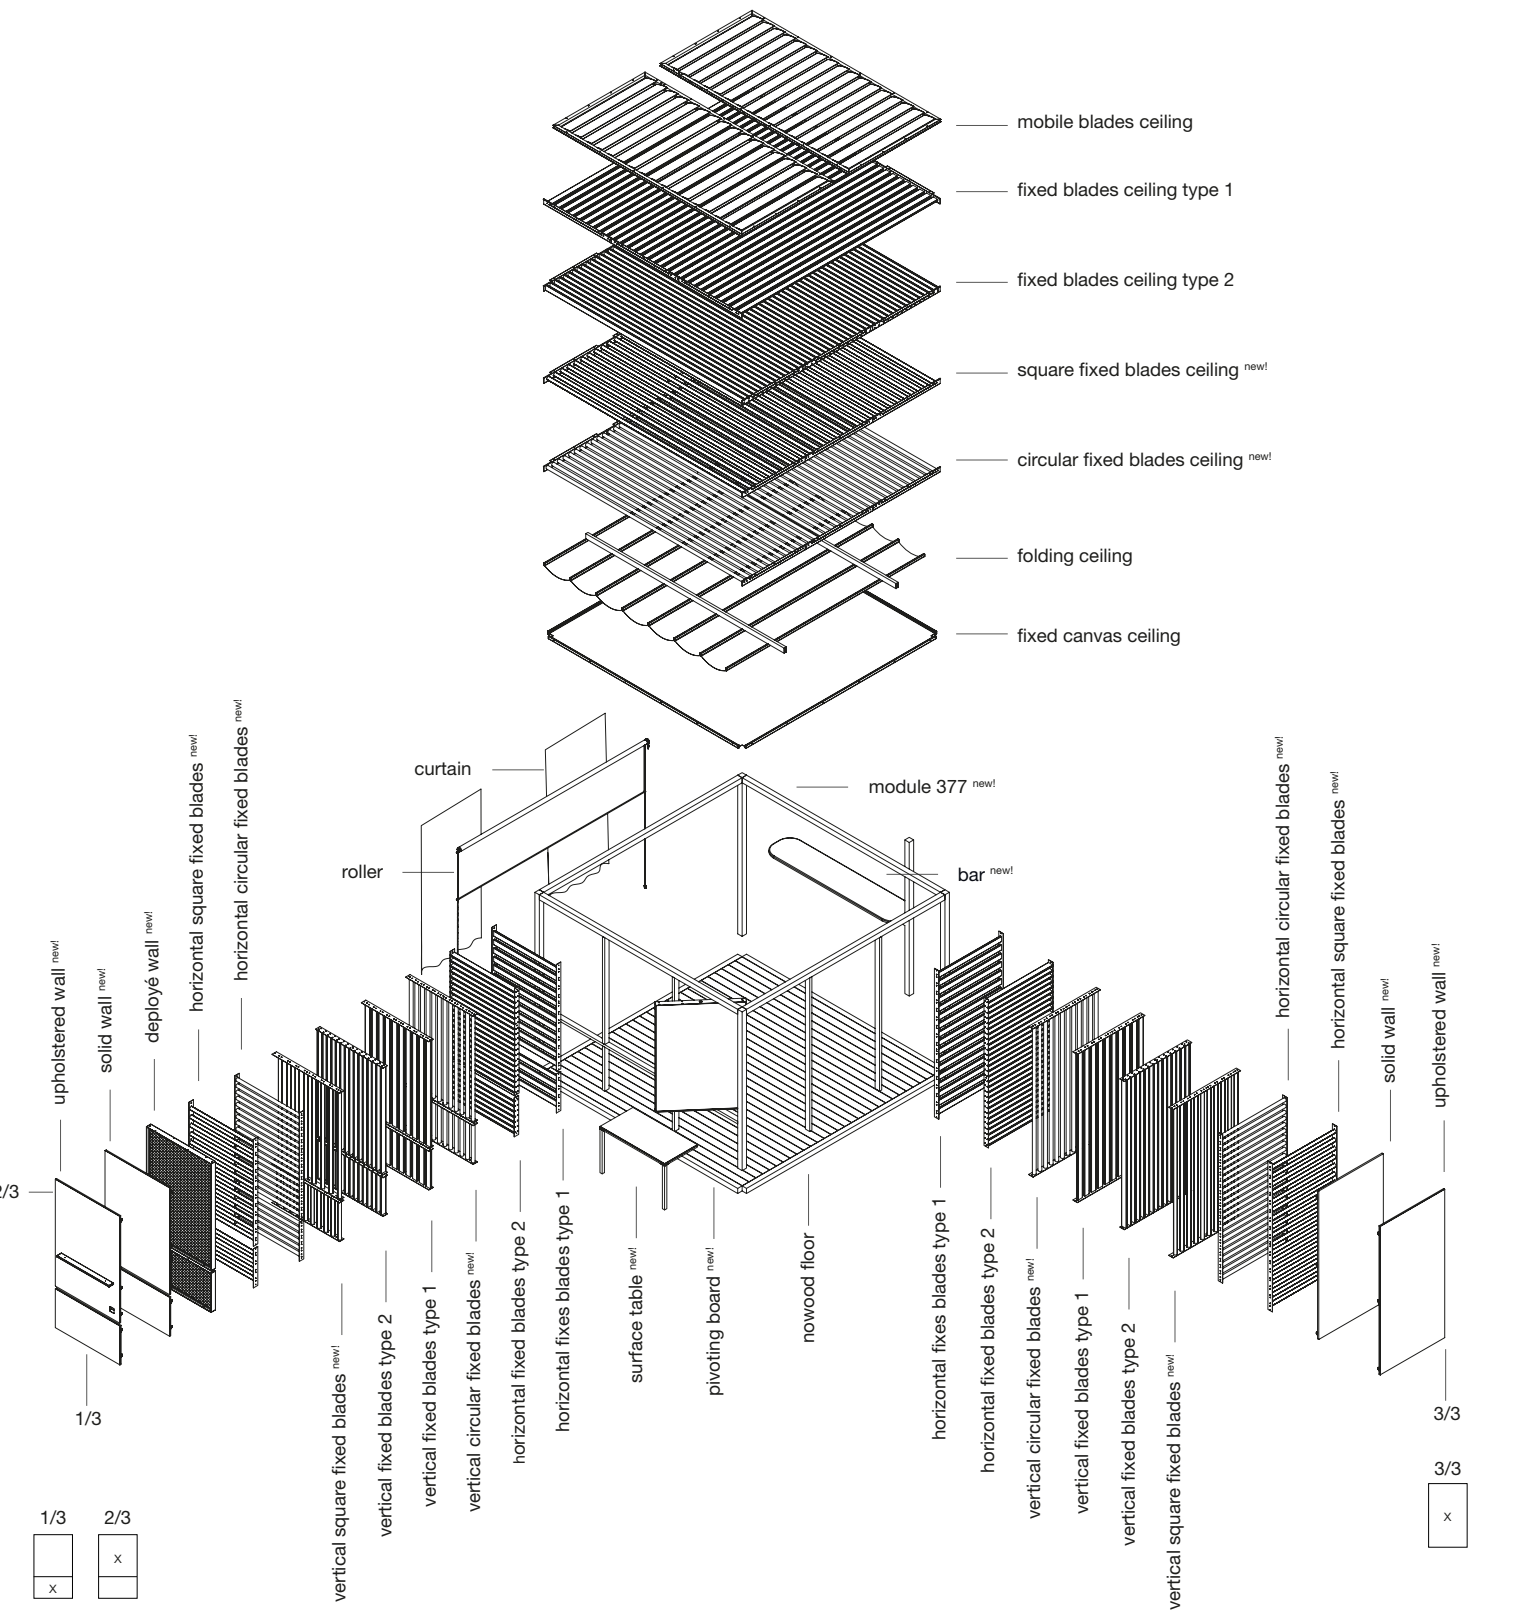 mobile blades ceiling
fixed blades ceiling type 1
fixed blades ceiling type 2
square fixed blades ceiling new!
circular fixed blades ceiling new!
folding ceiling
fixed canvas ceiling
curtain
module 377 new!
roller
bar new!
upholstered wall new!
solid wall new!
deployé wall new!
horizontal square fixed blades new!
horizontal circular fixed blades new!
horizontal circular fixed blades new!
horizontal square fixed blades new!
solid wall new!
upholstered wall new!
2/3
1/3
vertical square fixed blades new!
vertical fixed blades type 2
vertical fixed blades type 1
vertical circular fixed blades new!
horizontal fixed blades type 2
horizontal fixes blades type 1
surface table new!
pivoting board new!
nowood floor
horizontal fixes blades type 1
horizontal fixed blades type 2
vertical circular fixed blades new!
vertical fixed blades type 1
vertical fixed blades type 2
vertical square fixed blades new!
3/3
3/3
x
1/3
2/3
x
x